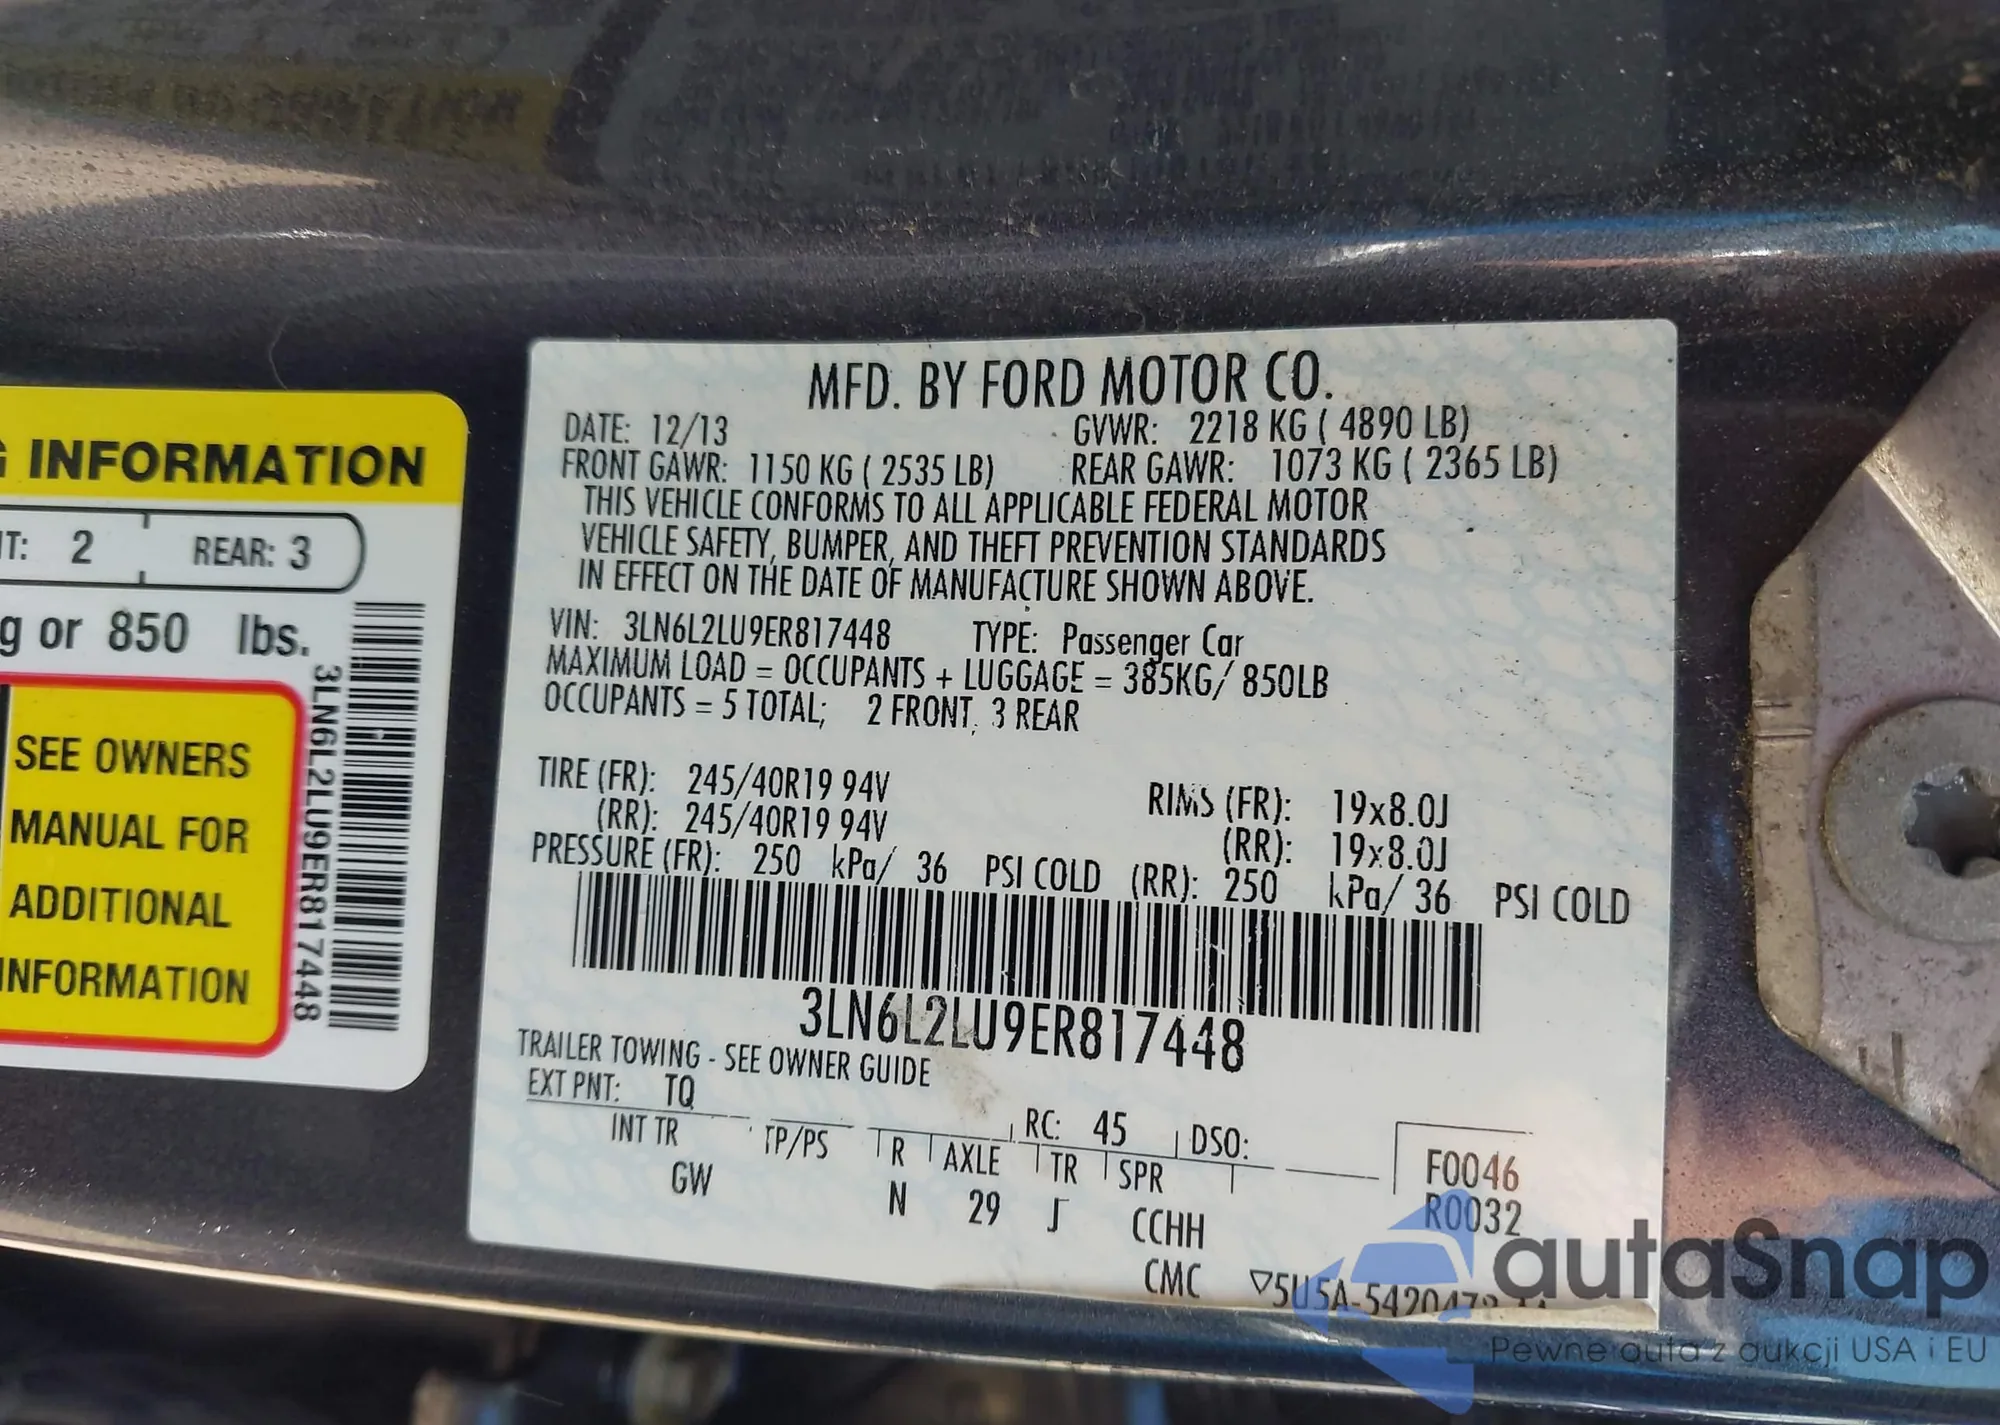 INFORMATION
2 REAR: 3
or 850 lbs.
SEE OWNERS
MANUAL FOR
ADDITIONAL
INFORMATION
3LN6L2LU9ER817448
MFD. BY FORD MOTOR CO.
DATE: 12/13 GVWR: 2218 KG ( 4890 LB)
FRONT GAWR: 1150 KG ( 2535 LB) REAR GAWR: 1073 KG ( 2365 LB)
THIS VEHICLE CONFORMS TO ALL APPLICABLE FEDERAL MOTOR
VEHICLE SAFETY, BUMPER, AND THEFT PREVENTION STANDARDS
IN EFFECT ON THE DATE OF MANUFACTURE SHOWN ABOVE.
VIN: 3LN6L2LU9ER817448 TYPE: Passenger Car
MAXIMUM LOAD = OCCUPANTS + LUGGAGE = 385KG/ 850LB
OCCUPANTS = 5 TOTAL; 2 FRONT, 3 REAR
TIRE (FR): 245/40R19 94V RIMS (FR): 19x8.0J
(RR): 245/40R19 94V (RR): 19x8.0J
PRESSURE (FR): 250 kPa/ 36 PSI COLD (RR): 250 kPa/ 36 PSI COLD
3LN6L2LU9ER817448
TRAILER TOWING - SEE OWNER GUIDE
EXT PNT: TQ RC: 45 DSO:
INT TR TP/PS R AXLE TR SPR F0046
GW N 29 J CCHH R0032
CMC
autaSnap
Pewne auta z aukcji USA i EU